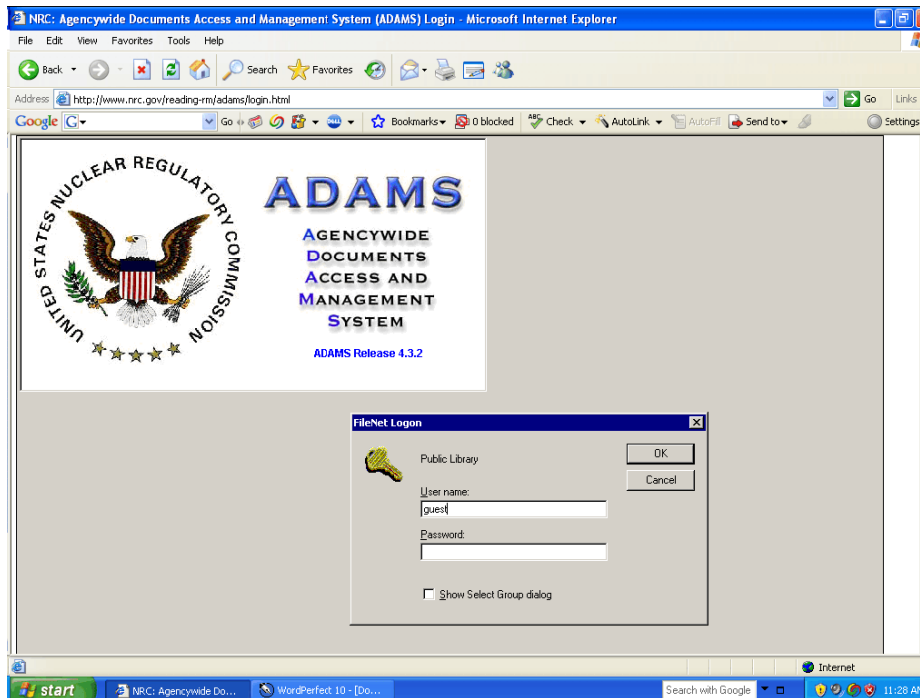 NRC: Agencywide Documents Access and Management System (ADAMS) Login - Microsoft Internet Explorer
File Edit View Favorites Tools Help
Back Search Favorites
Address http://www.nrc.gov/reading-rm/adams/login.html Go Links
Google G Go DELL Bookmarks 0 blocked ABC Check AutoLink AutoFill Send to Settings
UNITED STATES NUCLEAR REGULATORY COMMISSION
ADAMS
AGENCYWIDE
DOCUMENTS
ACCESS AND
MANAGEMENT
SYSTEM
ADAMS Release 4.3.2
FileNet Logon
Public Library
OK
Cancel
User name:
guest
Password:
Show Select Group dialog
Internet
start NRC: Agencywide Do... WordPerfect 10 - [Do... Search with Google 11:28 AM